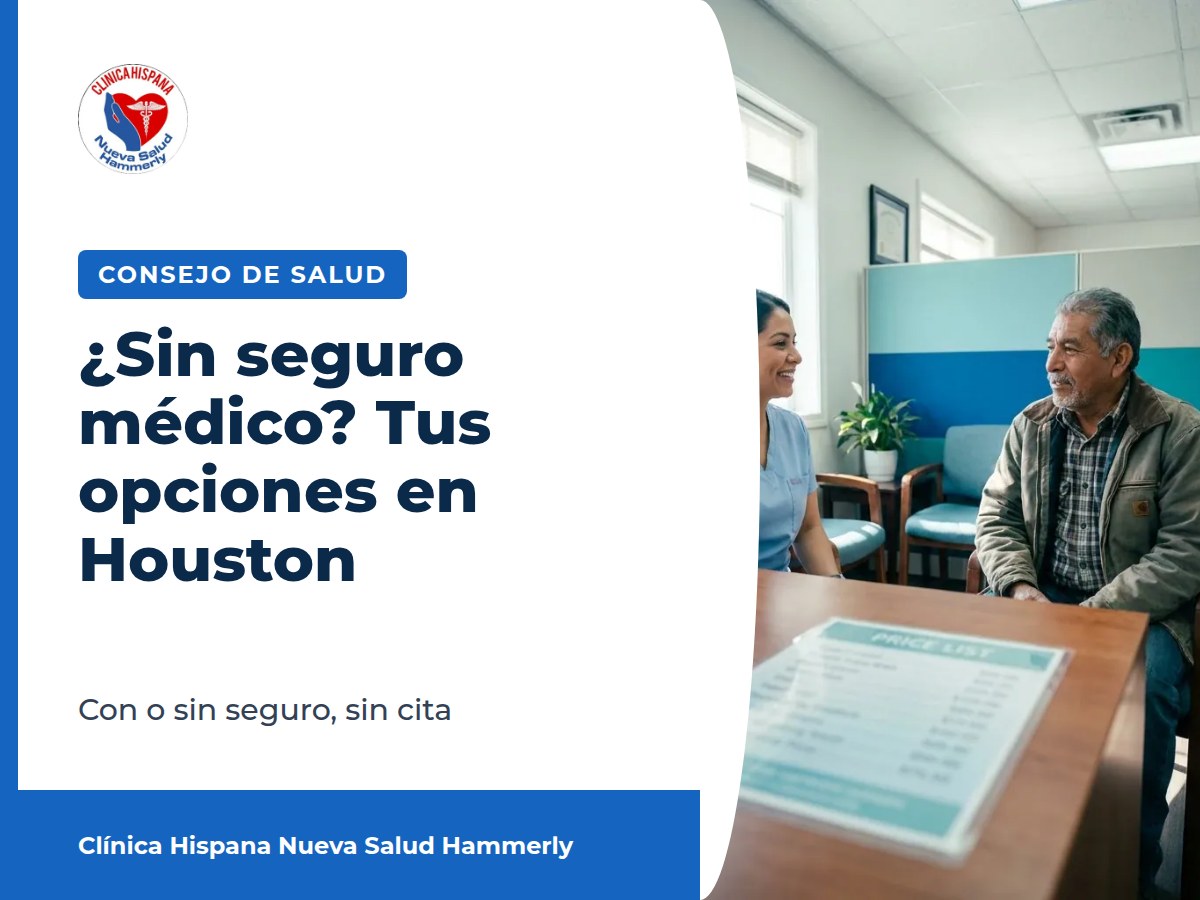 CLINICA HISPANA
Nueva Salud
Hammerly
CONSEJO DE SALUD
¿Sin seguro
médico? Tus
opciones en
Houston
Con o sin seguro, sin cita
Clínica Hispana Nueva Salud Hammerly
PRICE LIST